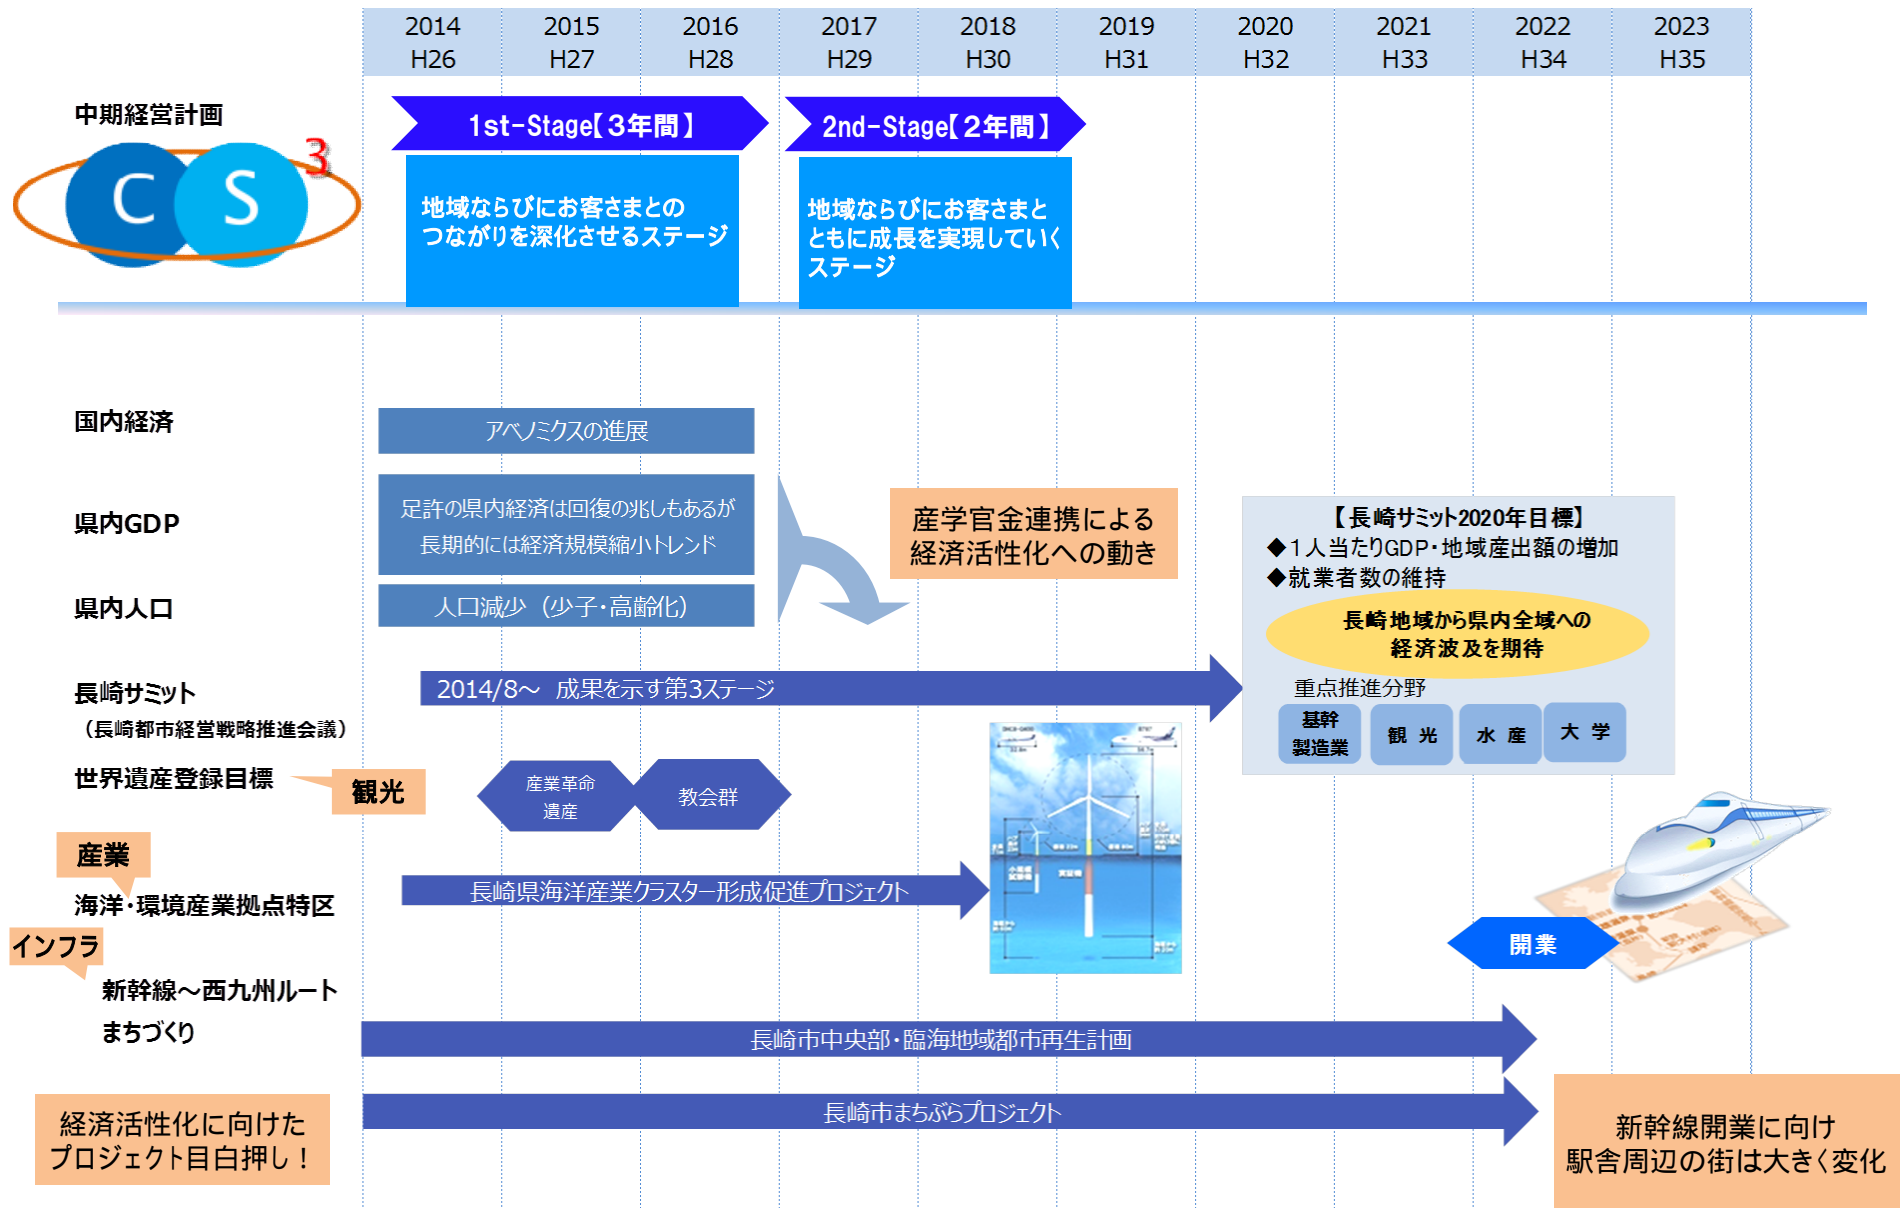 2014 2015 2016 2017 2018 2019 2020 2021 2022 2023
H26 H27 H28 H29 H30 H31 H32 H33 H34 H35
中期経営計画
CS3
1st-Stage【3年間】
2nd-Stage【2年間】
地域ならびにお客さまとの
つながりを深化させるステージ
地域ならびにお客さまと
ともに成長を実現していく
ステージ
国内経済
アベノミクスの進展
県内GDP
足許の県内経済は回復の兆しもあるが
長期的には経済規模縮小トレンド
県内人口
人口減少（少子・高齢化）
産学官金連携による
経済活性化への動き
【長崎サミット2020年目標】
◆1人当たりGDP・地域産出額の増加
◆就業者数の維持
長崎地域から県内全域への
経済波及を期待
重点推進分野
基幹
製造業
観光
水産
大学
長崎サミット
（長崎都市経営戦略推進会議）
2014/8～ 成果を示す第3ステージ
世界遺産登録目標
観光
産業革命
遺産
教会群
産業
海洋・環境産業拠点特区
長崎県海洋産業クラスター形成促進プロジェクト
インフラ
新幹線～西九州ルート
開業
まちづくり
長崎市中央部・臨海地域都市再生計画
長崎市まちぶらプロジェクト
経済活性化に向けた
プロジェクト目白押し！
新幹線開業に向け
駅舎周辺の街は大きく変化